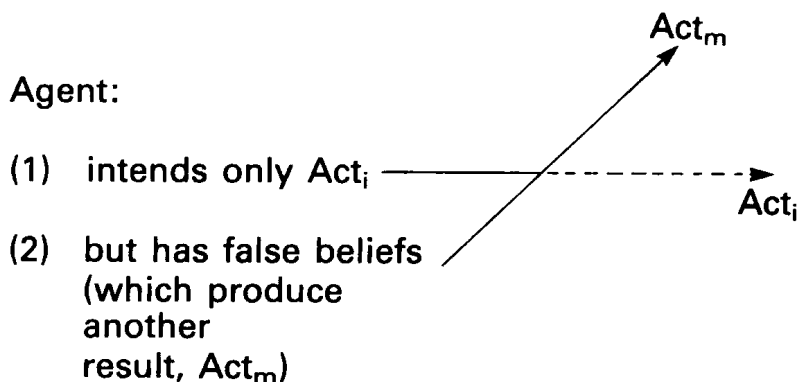 Act_m
Agent:
(1) intends only Act_i
Act_i
(2) but has false beliefs
(which produce
another
result, Act_m)